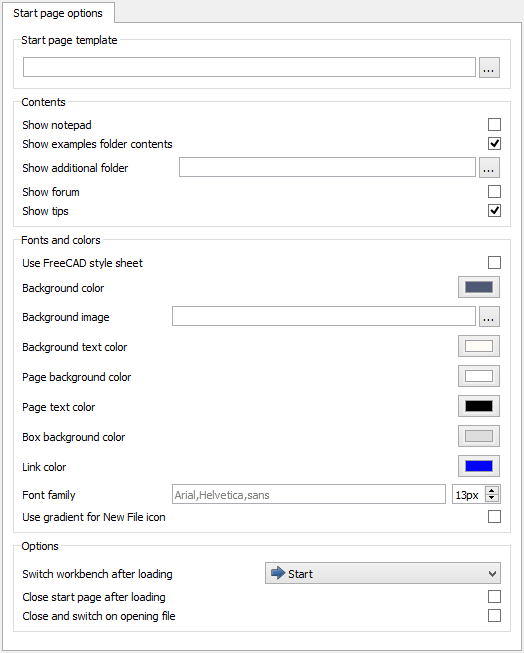 Start page options
Start page template
...
Contents
Show notepad
Show examples folder contents
Show additional folder ...
Show forum
Show tips
Fonts and colors
Use FreeCAD style sheet
Background color
Background image ...
Background text color
Page background color
Page text color
Box background color
Link color
Font family Arial,Helvetica,sans 13px
Use gradient for New File icon
Options
Switch workbench after loading Start
Close start page after loading
Close and switch on opening file